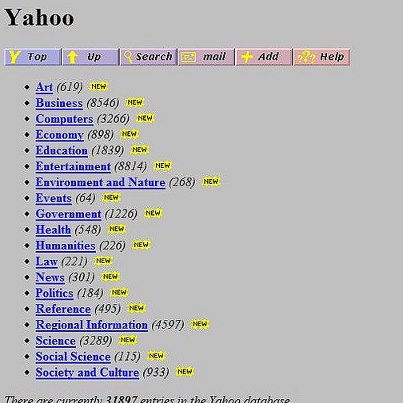 Yahoo
Top Up Search mail Add Help
Art (619) NEW
Business (8546) NEW
Computers (3266) NEW
Economy (898) NEW
Education (1839) NEW
Entertainment (8814) NEW
Environment and Nature (268) NEW
Events (64) NEW
Government (1226) NEW
Health (548) NEW
Humanities (226) NEW
Law (221) NEW
News (301) NEW
Politics (184) NEW
Reference (495) NEW
Regional Information (4597) NEW
Science (3289) NEW
Social Science (115) NEW
Society and Culture (933) NEW
There are currently 31897 entries in the Yahoo database